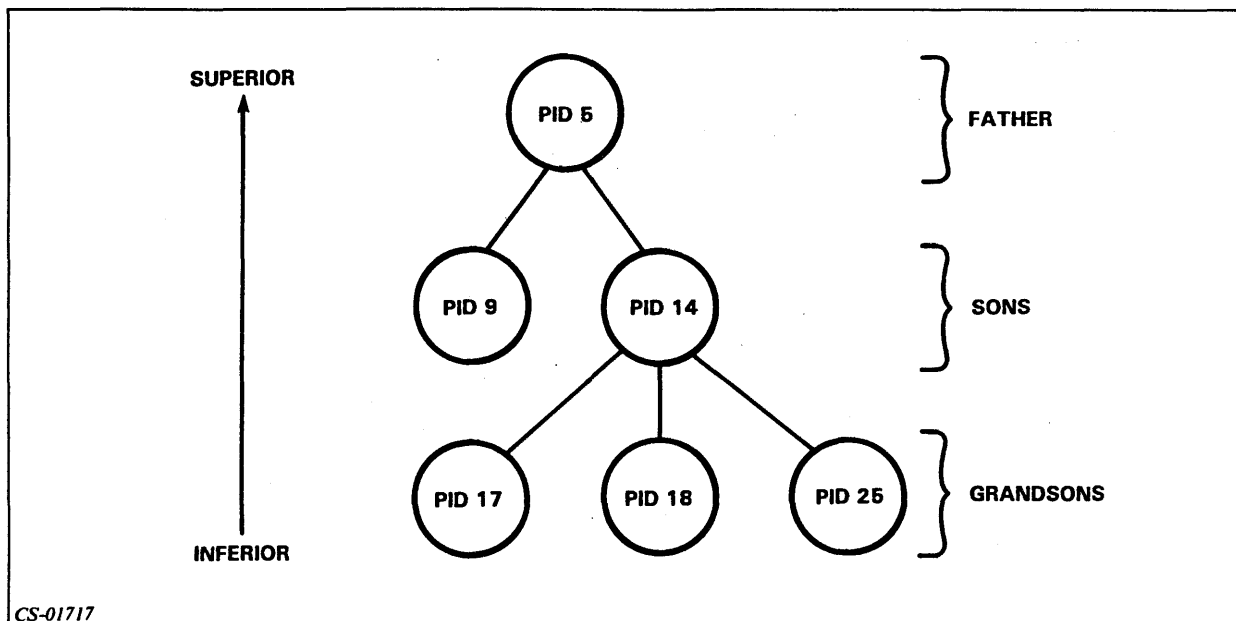 SUPERIOR
PID 5
FATHER
PID 9
PID 14
SONS
PID 17
PID 18
PID 25
GRANDSONS
INFERIOR
CS-01717